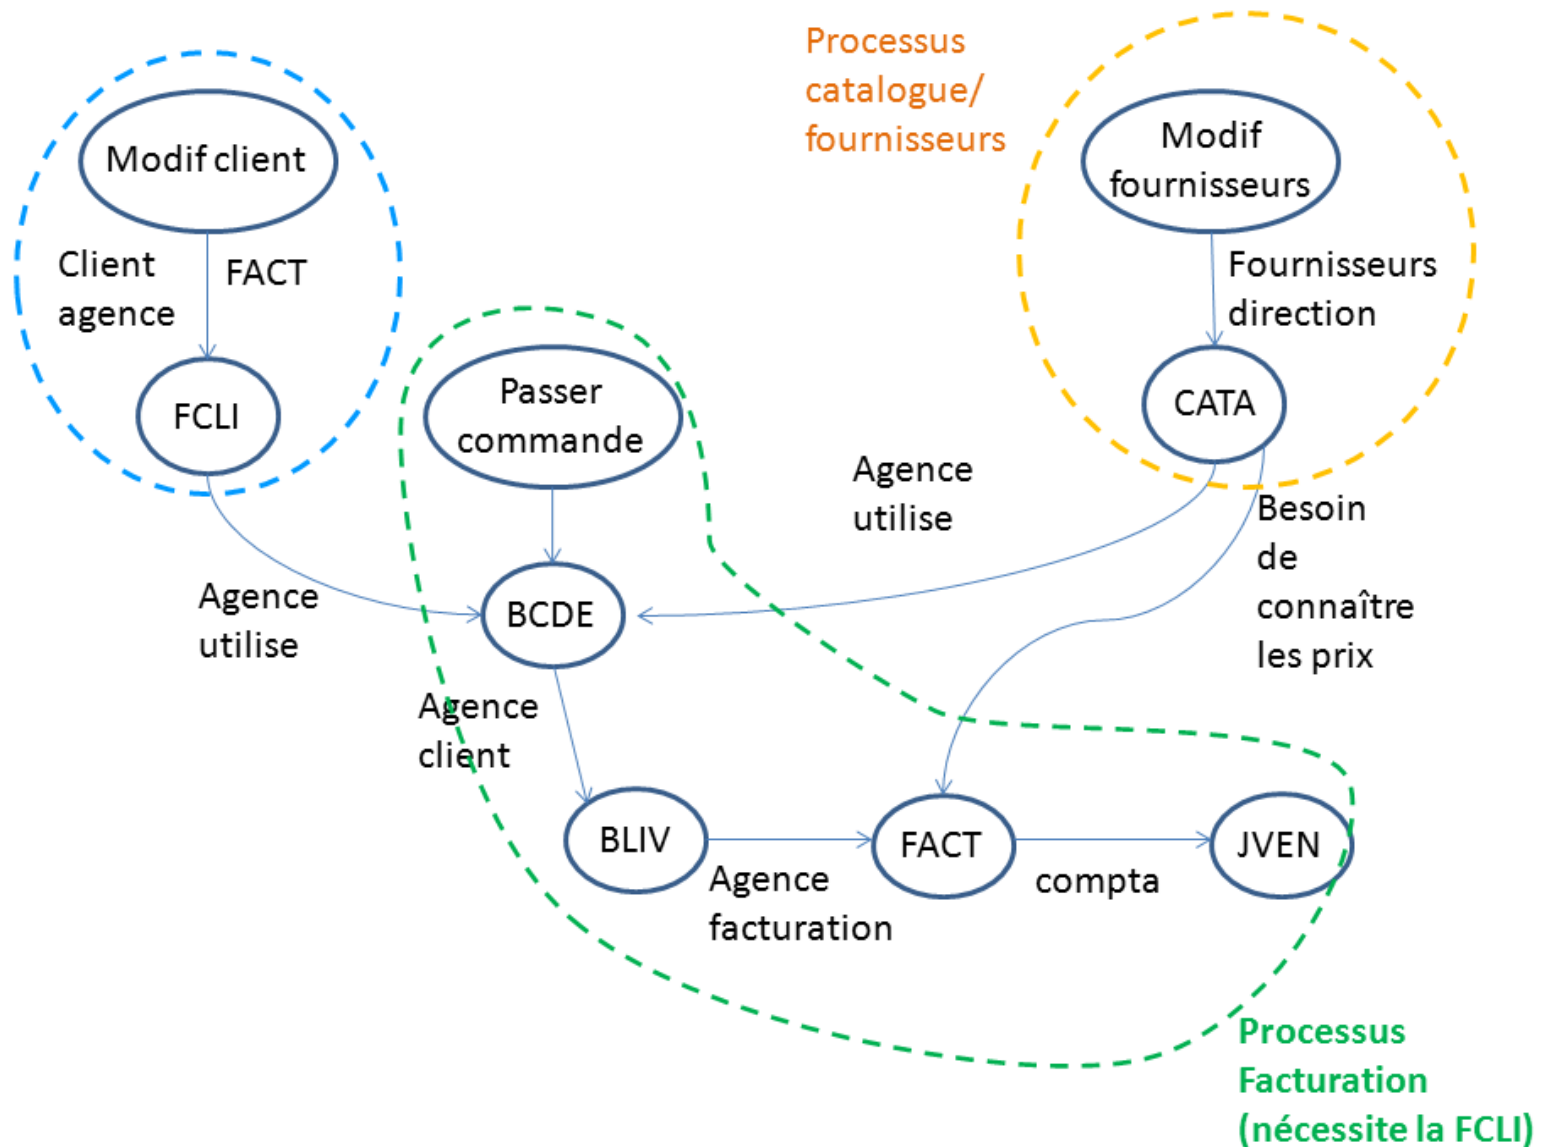 Processus
catalogue/
fournisseurs
Modif client
Modif
fournisseurs
Client
agence
FACT
Fournisseurs
direction
FCLI
Passer
commande
CATA
Agence
utilise
Besoin
de
connaître
les prix
Agence
utilise
BCDE
Agence
client
BLIV
Agence
facturation
FACT
compta
JVEN
Processus
Facturation
(nécessite la FCLI)